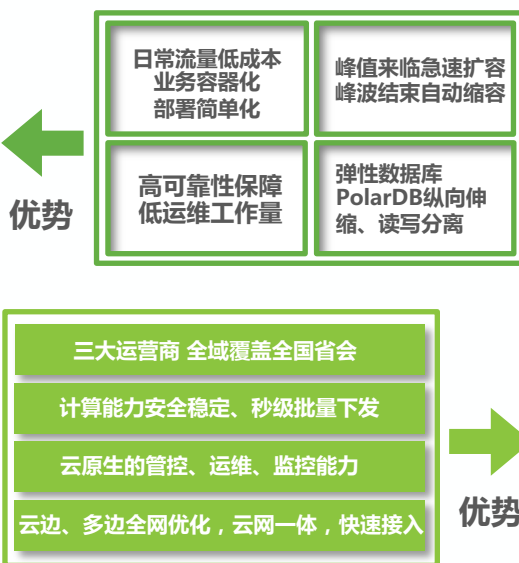 日常流量低成本
业务容器化
部署简单化
峰值来临急速扩容
峰波结束自动缩容
优势
高可靠性保障
低运维工作量
弹性数据库
PolarDB纵向伸
缩、读写分离
三大运营商 全域覆盖全国省会
计算能力安全稳定、秒级批量下发
云原生的管控、运维、监控能力
云边、多边全网优化，云网一体，快速接入
优势